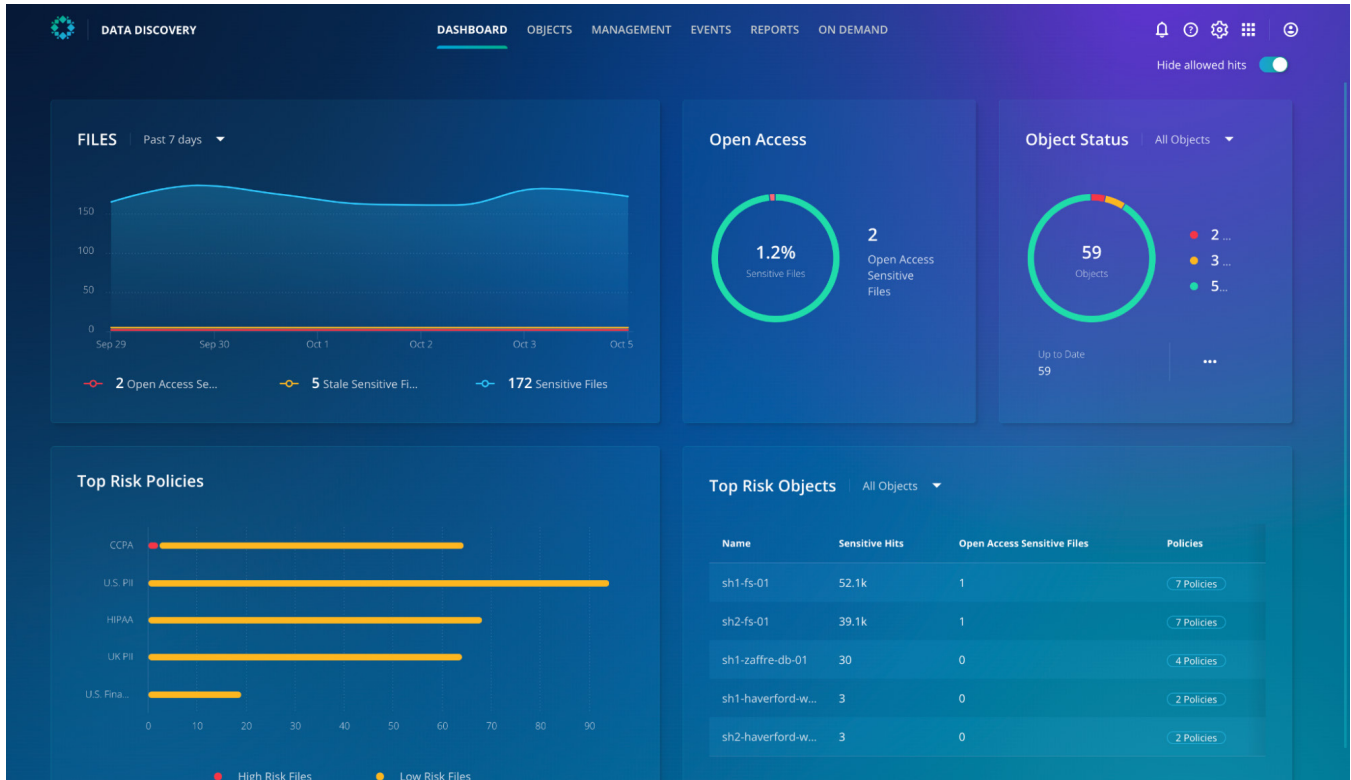 DATA DISCOVERY
DASHBOARD OBJECTS MANAGEMENT EVENTS REPORTS ON DEMAND
Hide allowed hits
FILES Past 7 days
150
100
50
0
Sep 29 Sep 30 Oct 1 Oct 2 Oct 3 Oct 5
2 Open Access Se...
5 Stale Sensitive Fi...
172 Sensitive Files
Open Access
1.2%
Sensitive Files
2
Open Access
Sensitive
Files
Object Status All Objects
59
Objects
2 ...
3 ...
5...
Up to Date
59
Top Risk Policies
CCPA
U.S. PII
HIPAA
UK PII
U.S. Fina...
0 10 20 30 40 50 60 70 80 90
High Risk Files Low Risk Files
Top Risk Objects All Objects
Name Sensitive Hits Open Access Sensitive Files Policies
sh1-fs-01 52.1k 1 7 Policies
sh2-fs-01 39.1k 1 7 Policies
sh1-zaffre-db-01 30 0 4 Policies
sh1-haverford-w... 3 0 2 Policies
sh2-haverford-w... 3 0 2 Policies